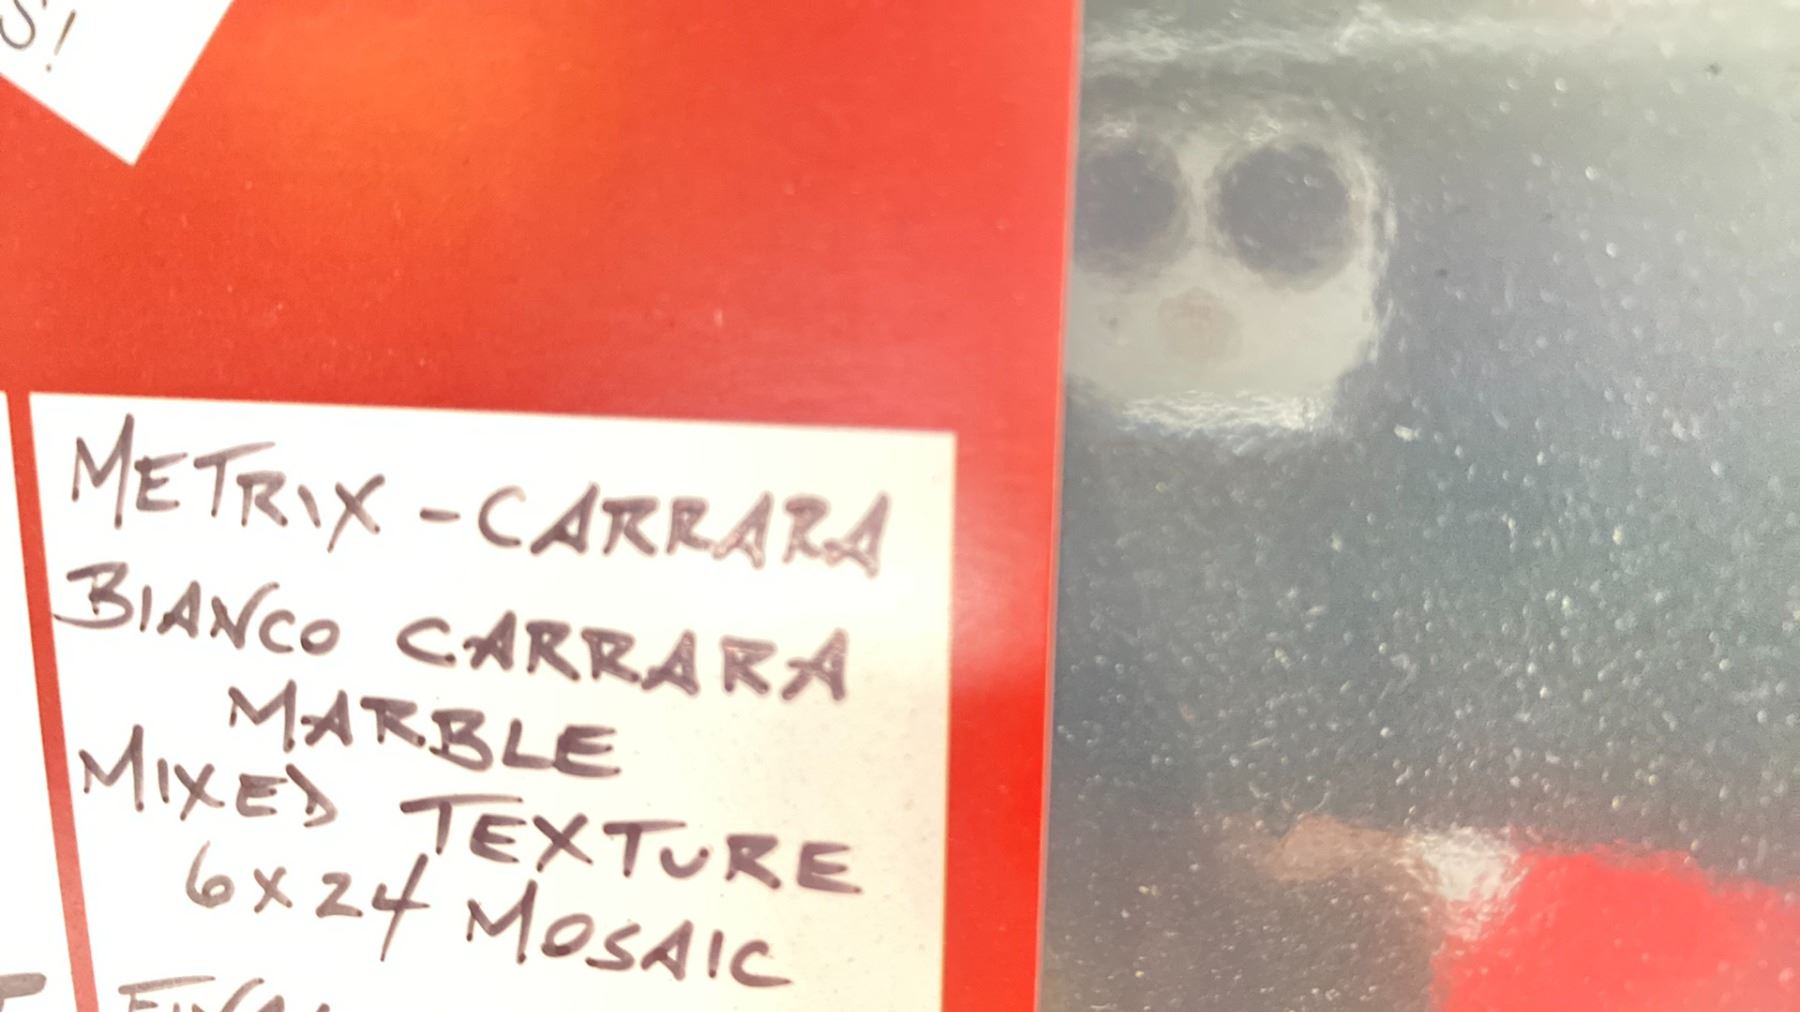 S!
METRIX - CARRARA
BIANCO CARRARA
MARBLE
MIXED TEXTURE
6x24 MOSAIC